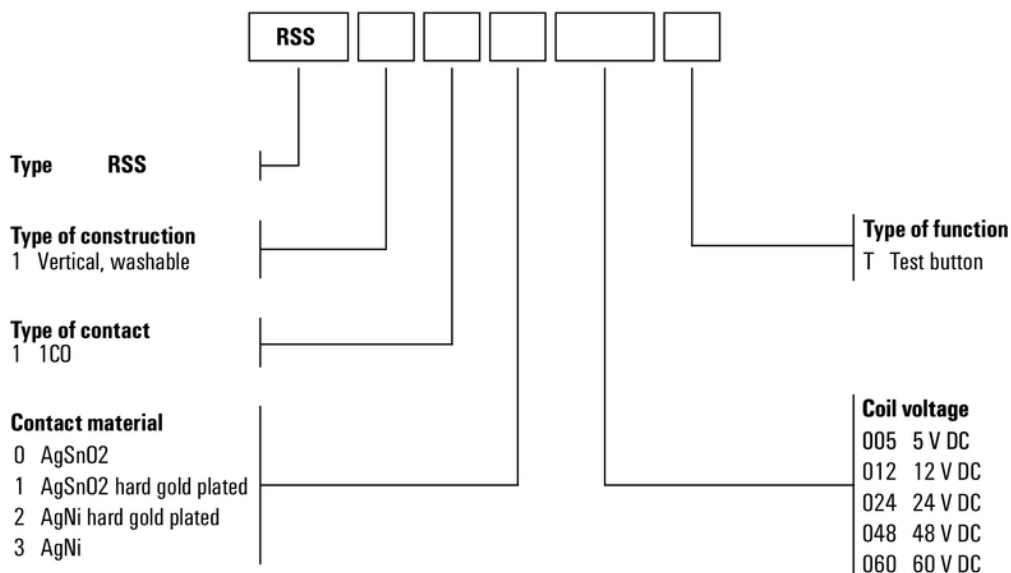 RSS
Type RSS
Type of construction
1 Vertical, washable
Type of contact
1 1CO
Contact material
0 AgSnO2
1 AgSnO2 hard gold plated
2 AgNi hard gold plated
3 AgNi
Type of function
T Test button
Coil voltage
005 5 V DC
012 12 V DC
024 24 V DC
048 48 V DC
060 60 V DC